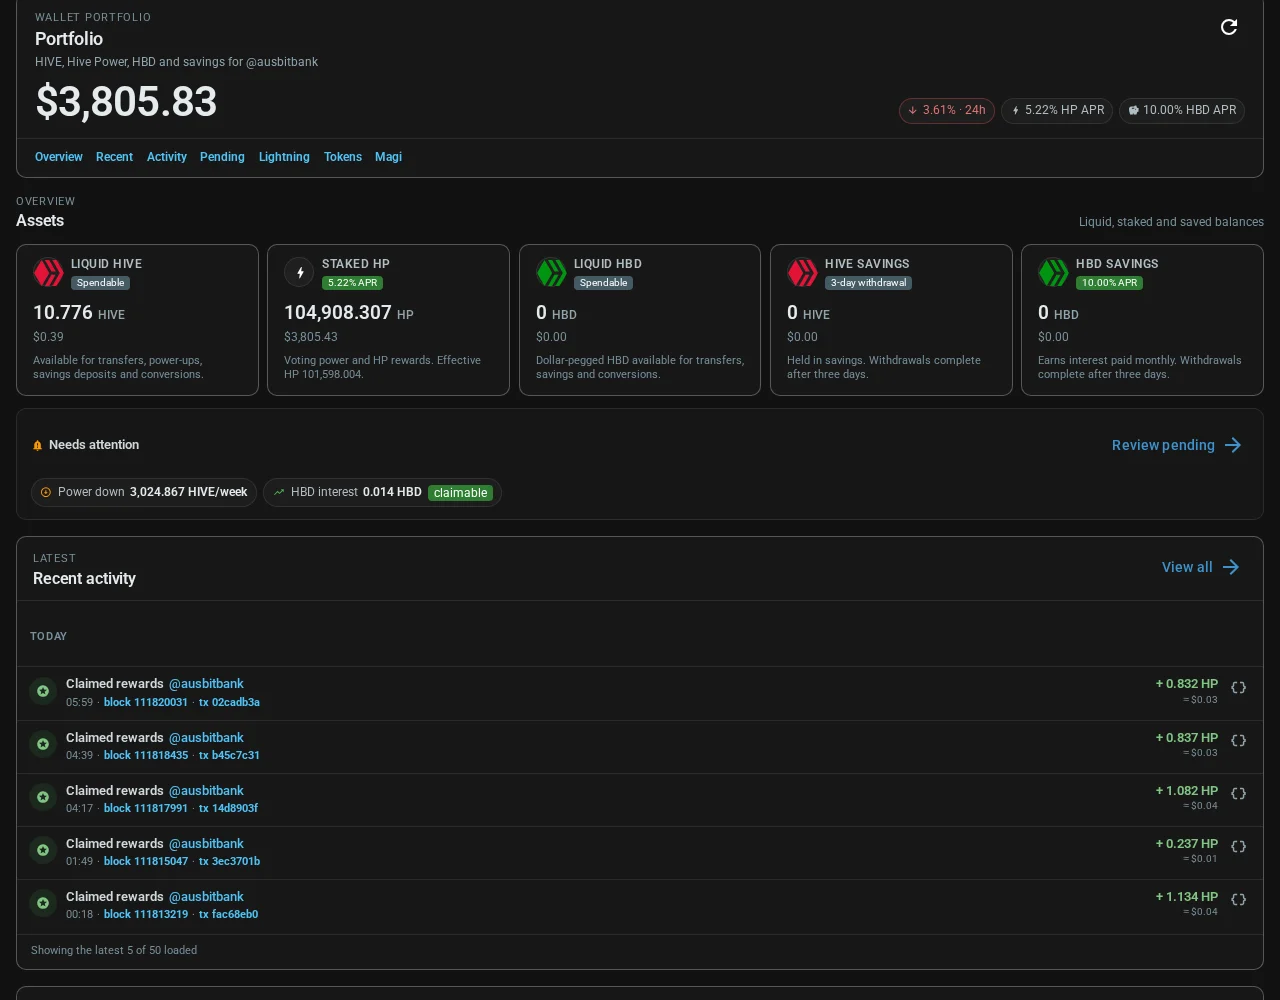 WALLET PORTFOLIO
Portfolio
HIVE, Hive Power, HBD and savings for @ausbitbank
$3,805.83
3.61% · 24h
5.22% HP APR
10.00% HBD APR
Overview Recent Activity Pending Lightning Tokens Magi
OVERVIEW
Assets
Liquid, staked and saved balances
LIQUID HIVE
Spendable
10.776 HIVE
$0.39
Available for transfers, power-ups,
savings deposits and conversions.
STAKED HP
5.22% APR
104,908.307 HP
$3,805.43
Voting power and HP rewards. Effective
HP 101,598.004.
LIQUID HBD
Spendable
0 HBD
$0.00
Dollar-pegged HBD available for transfers,
savings and conversions.
HIVE SAVINGS
3-day withdrawal
0 HIVE
$0.00
Held in savings. Withdrawals complete
after three days.
HBD SAVINGS
10.00% APR
0 HBD
$0.00
Earns interest paid monthly. Withdrawals
complete after three days.
Needs attention
Review pending
Power down 3,024.867 HIVE/week
HBD interest 0.014 HBD claimable
LATEST
Recent activity
View all
TODAY
Claimed rewards @ausbitbank
05:59 · block 111820031 · tx 02cadb3a
+ 0.832 HP
≈ $0.03
Claimed rewards @ausbitbank
04:39 · block 111818435 · tx b45c7c31
+ 0.837 HP
≈ $0.03
Claimed rewards @ausbitbank
04:17 · block 111817991 · tx 14d8903f
+ 1.082 HP
≈ $0.04
Claimed rewards @ausbitbank
01:49 · block 111815047 · tx 3ec3701b
+ 0.237 HP
≈ $0.01
Claimed rewards @ausbitbank
00:18 · block 111813219 · tx fac68eb0
+ 1.134 HP
≈ $0.04
Showing the latest 5 of 50 loaded